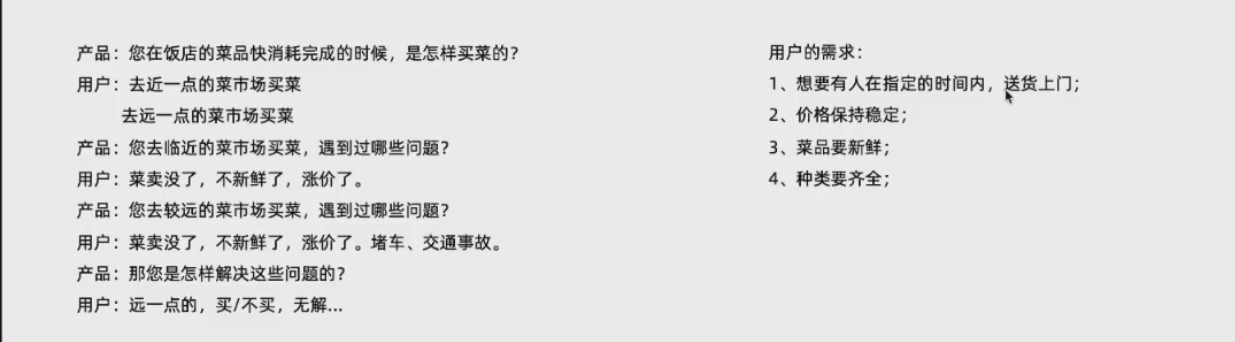 产品：您在饭店的菜品快消耗完成的时候，是怎样买菜的？
用户：去近一点的菜市场买菜
去远一点的菜市场买菜
产品：您去临近的菜市场买菜，遇到过哪些问题？
用户：菜卖没了，不新鲜了，涨价了。
产品：您去较远的菜市场买菜，遇到过哪些问题？
用户：菜卖没了，不新鲜了，涨价了。堵车、交通事故。
产品：那您是怎样解决这些问题的？
用户：远一点的，买/不买，无解...
用户的需求：
1、想要有人在指定的时间内，送货上门；
2、价格保持稳定；
3、菜品要新鲜；
4、种类要齐全；